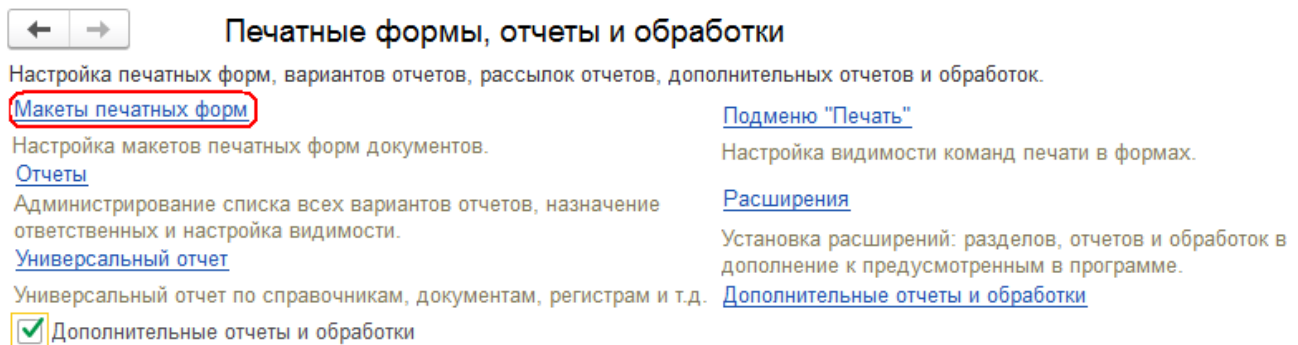 Печатные формы, отчеты и обработки
Настройка печатных форм, вариантов отчетов, рассылок отчетов, дополнительных отчетов и обработок.
Макеты печатных форм
Настройка макетов печатных форм документов.
Отчеты
Администрирование списка всех вариантов отчетов, назначение
ответственных и настройка видимости.
Универсальный отчет
Универсальный отчет по справочникам, документам, регистрам и т.д.
Дополнительные отчеты и обработки
Подменю "Печать"
Настройка видимости команд печати в формах.
Расширения
Установка расширений: разделов, отчетов и обработок в
дополнение к предусмотренным в программе.
Дополнительные отчеты и обработки